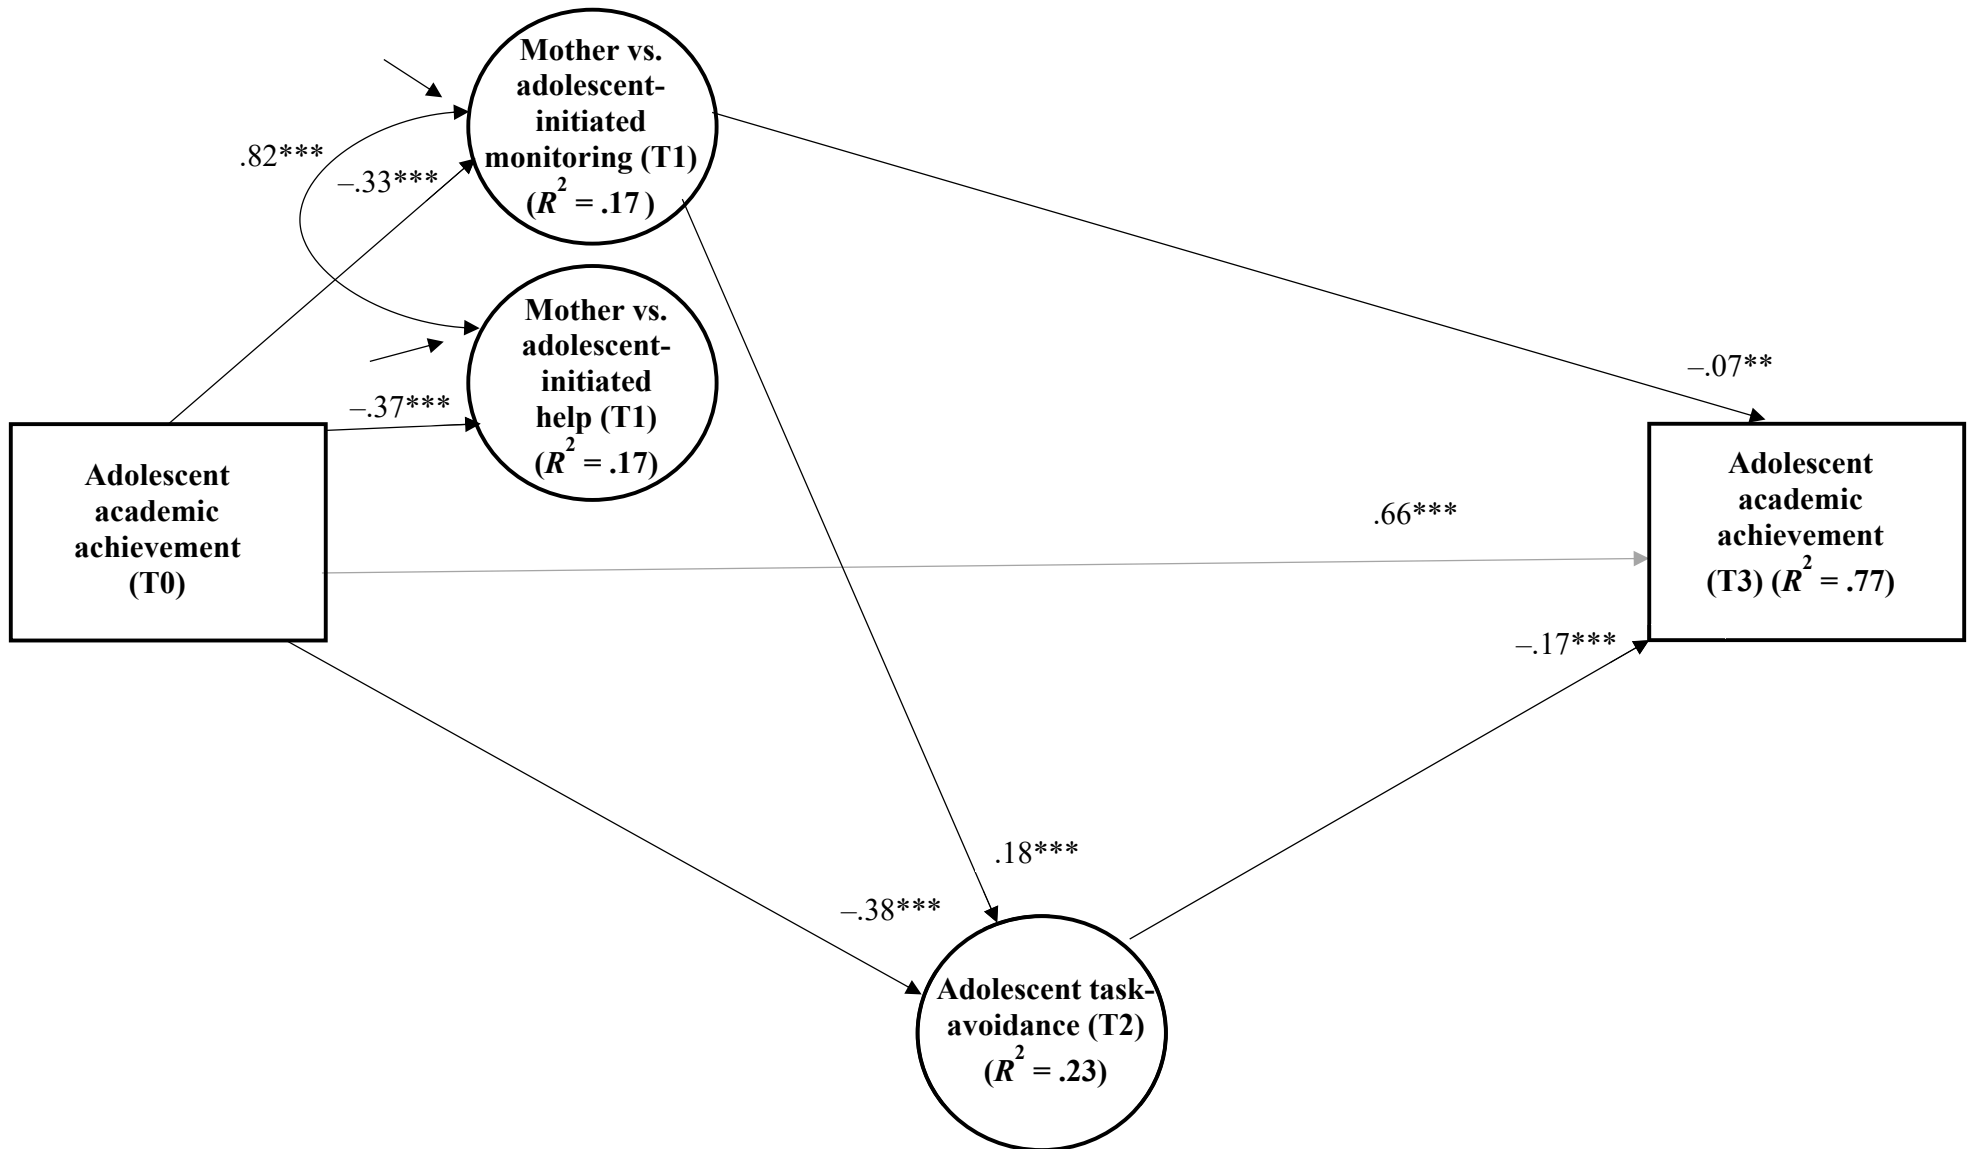 Mother vs.
adolescent-
initiated
monitoring (T1)
(R² = .17)
.82***
–.33***
Mother vs.
adolescent-
initiated
help (T1)
(R² = .17)
–.37***
Adolescent
academic
achievement
(T0)
–.07**
Adolescent
academic
achievement
(T3) (R² = .77)
.66***
–.17***
.18***
–.38***
Adolescent task-
avoidance (T2)
(R² = .23)